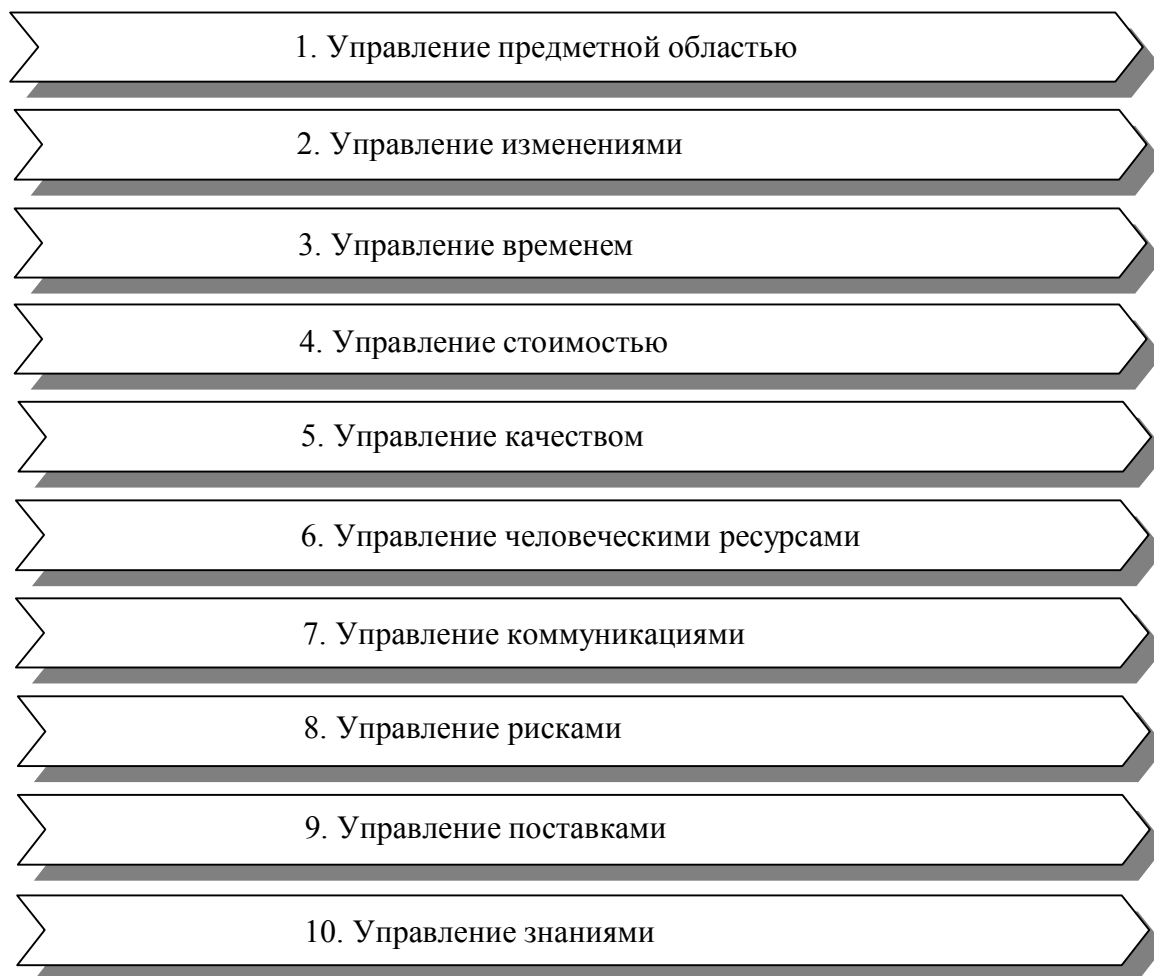 1. Управление предметной областью
2. Управление изменениями
3. Управление временем
4. Управление стоимостью
5. Управление качеством
6. Управление человеческими ресурсами
7. Управление коммуникациями
8. Управление рисками
9. Управление поставками
10. Управление знаниями